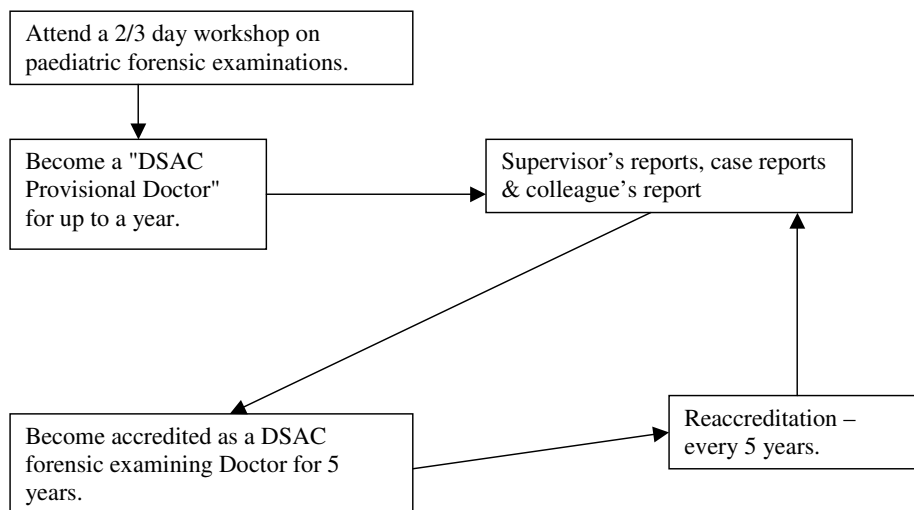 Attend a 2/3 day workshop on
paediatric forensic examinations.
Become a "DSAC
Provisional Doctor"
for up to a year.
Supervisor's reports, case reports
& colleague's report
Become accredited as a DSAC
forensic examining Doctor for 5
years.
Reaccreditation –
every 5 years.